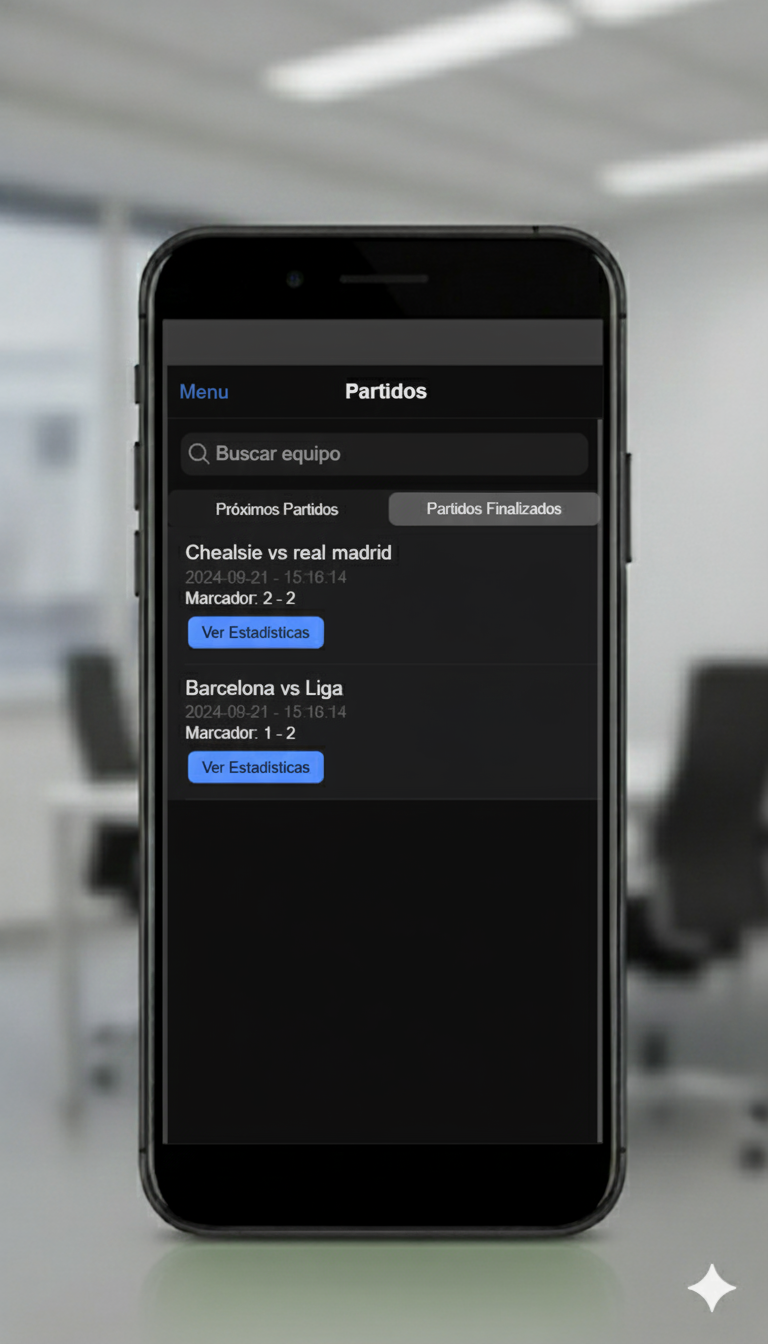 Menu
Partidos
Buscar equipo
Próximos Partidos
Partidos Finalizados
Chealsie vs real madrid
2024-09-21 - 15:16:14
Marcador: 2 - 2
Ver Estadísticas
Barcelona vs Liga
2024-09-21 - 15:16:14
Marcador: 1 - 2
Ver Estadísticas